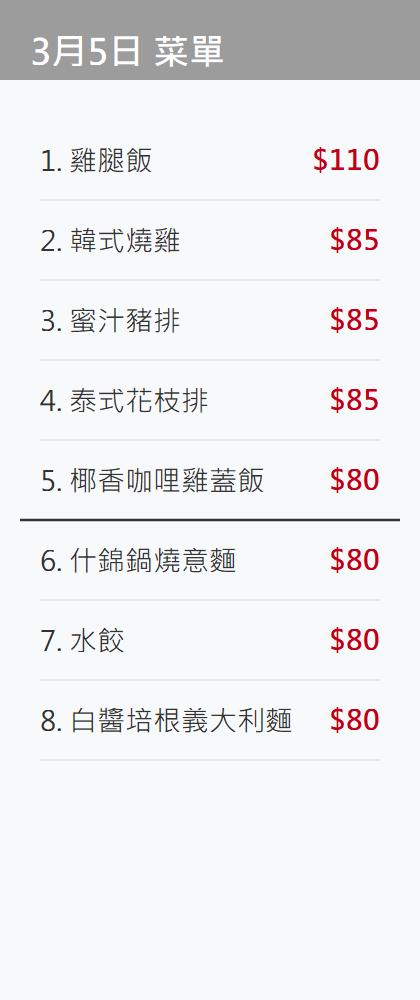 3月5日 菜單
1. 雞腿飯 $110
2. 韓式燒雞 $85
3. 蜜汁豬排 $85
4. 泰式花枝排 $85
5. 椰香咖哩雞蓋飯 $80
6. 什錦鍋燒意麵 $80
7. 水餃 $80
8. 白醬培根義大利麵 $80